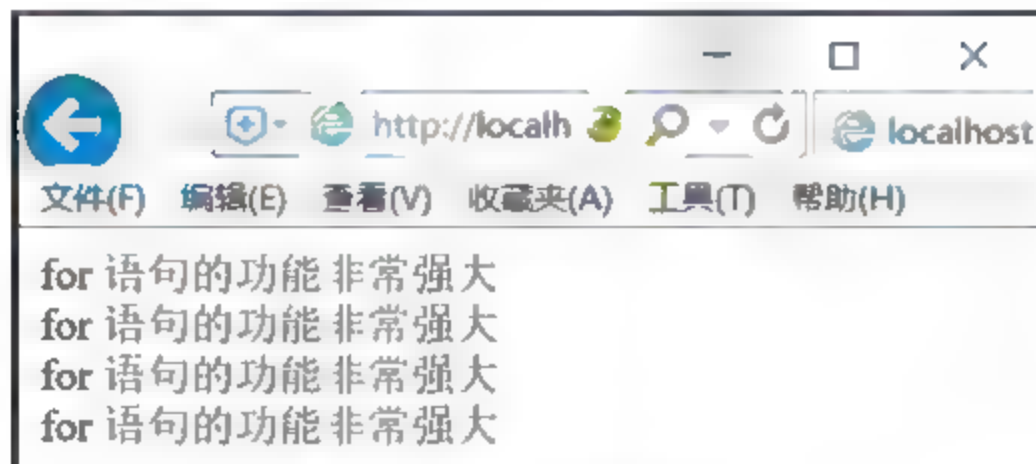 http://localh
localhost
文件(F) 编辑(E) 查看(V) 收藏夹(A) 工具(T) 帮助(H)
for 语句的功能非常强大
for 语句的功能非常强大
for 语句的功能非常强大
for 语句的功能非常强大